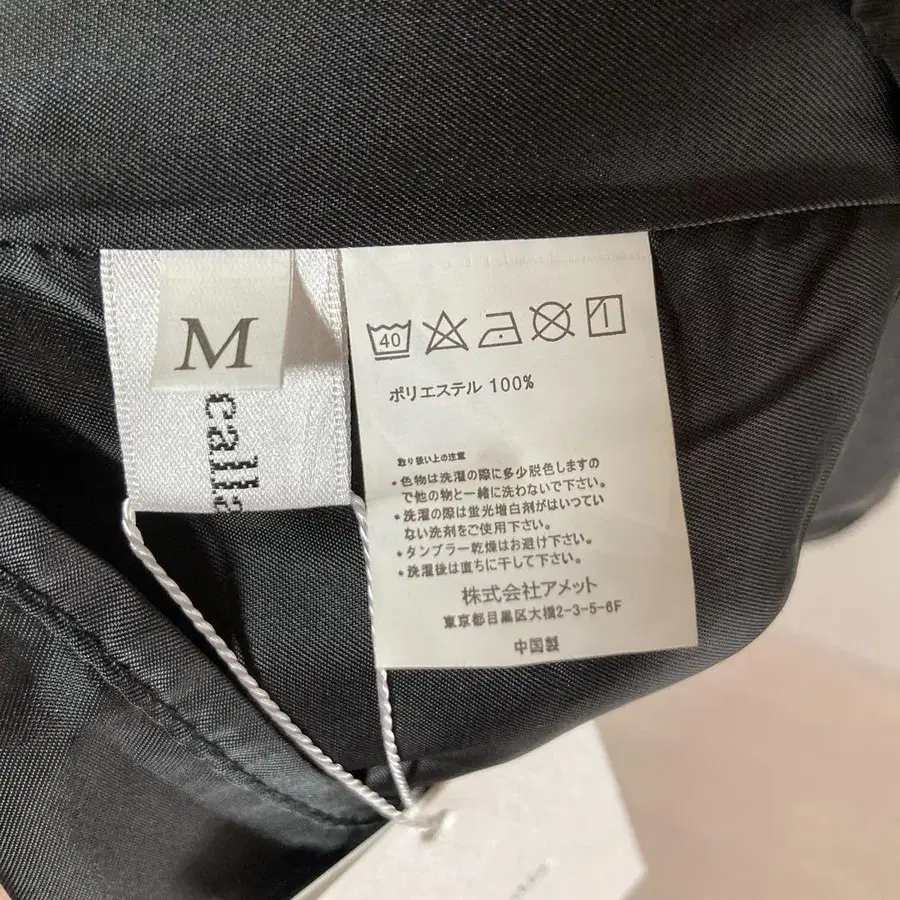 M
call
40
ポリエステル 100%
取り扱い上の注意
・色物は洗濯の際に多少脱色しますの
で他の物と一緒に洗わないで下さい。
・洗濯の際は蛍光増白剤がはいつてい
ない洗剤をご使用下さい。
・タンブラー乾燥はお避け下さい。
・洗濯後は直ちに干して下さい。
株式会社アメット
東京都目黒区大橋2-3-5-6F
中国製